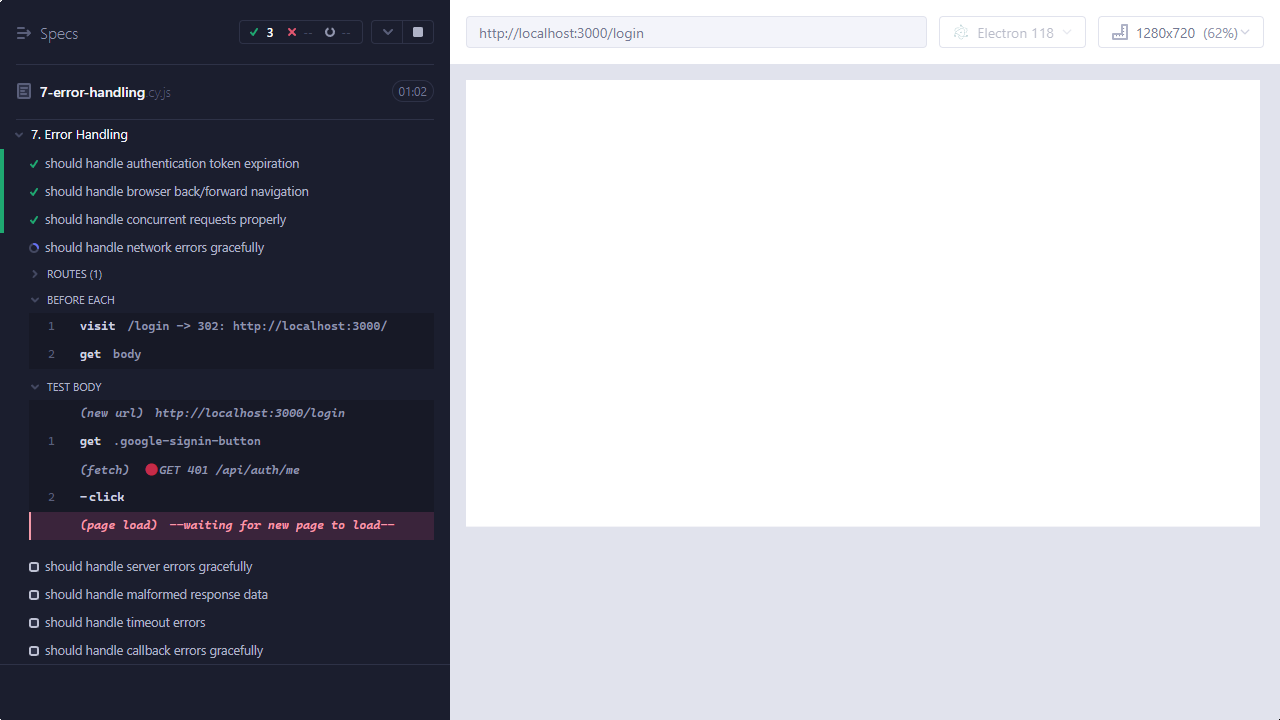 Specs
3
--
--
7-error-handling.cy.js
01:02
7. Error Handling
should handle authentication token expiration
should handle browser back/forward navigation
should handle concurrent requests properly
should handle network errors gracefully
ROUTES (1)
BEFORE EACH
1 visit /login -> 302: http://localhost:3000/
2 get body
TEST BODY
(new url) http://localhost:3000/login
1 get .google-signin-button
(fetch) GET 401 /api/auth/me
2 -click
(page load) --waiting for new page to load--
should handle server errors gracefully
should handle malformed response data
should handle timeout errors
should handle callback errors gracefully
http://localhost:3000/login
Electron 118
1280x720 (62%)